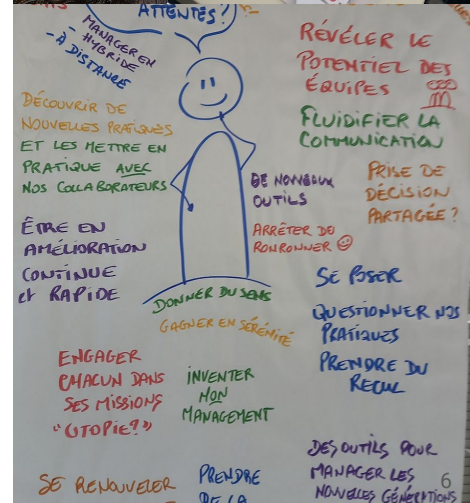 ATTENTES?
MANAGER EN
- HYBRIDE
- À DISTANCE
RÉVÉLER LE
POTENTIEL DES
ÉQUIPES
FLUIDIFIER LA
COMMUNICATION
DÉCOUVRIR DE
NOUVELLES PRATIQUES
ET LES METTRE EN
PRATIQUE AVEC
NOS COLLABORATEURS
DE NOUVEAUX
OUTILS
PRISE DE
DÉCISION
PARTAGÉE ?
ARRÊTER DE
RONRONNER
ÊTRE EN
AMÉLIORATION
CONTINUE
et RAPIDE
DONNER DU SENS
GAGNER EN SÉRÉNITÉ
SE POSER
QUESTIONNER NOS
PRATIQUES
PRENDRE DU
RECUL
ENGAGER
CHACUN DANS
SES MISSIONS
"UTOPIE?"
INVENTER
MON
MANAGEMENT
DES OUTILS POUR
MANAGER LES
NOUVELLES GÉNÉRATIONS
6
SE RENOUVELER
PRENDRE
DE LA